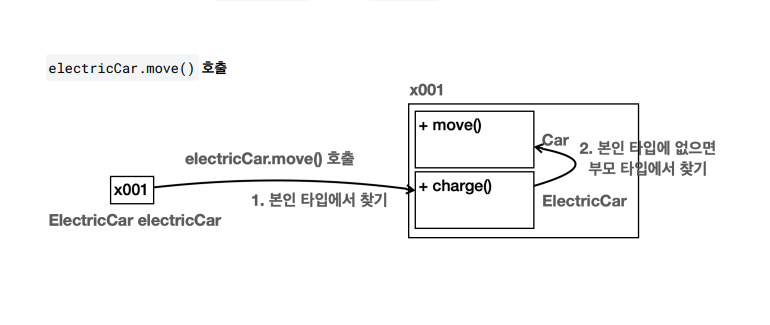 electricCar.move() 호출
x001
+ move()
Car
2. 본인 타입에 없으면
부모 타입에서 찾기
electricCar.move() 호출
x001
1. 본인 타입에서 찾기
+ charge()
ElectricCar
ElectricCar electricCar